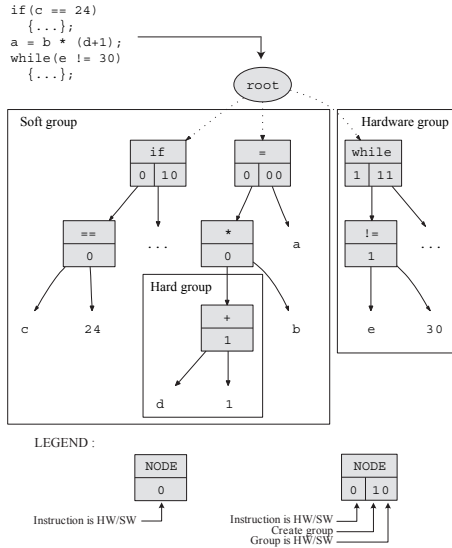 if(c == 24)
{...};
a = b * (d+1);
while(e != 30)
{...};
root
Soft group
Hardware group
if
0 10
=
0 00
while
1 11
==
0
...
*
0
a
!=
1
...
Hard group
c
24
+
1
b
e
30
d
1
LEGEND :
NODE
0
Instruction is HW/SW
NODE
0 10
Instruction is HW/SW
Create group
Group is HW/SW